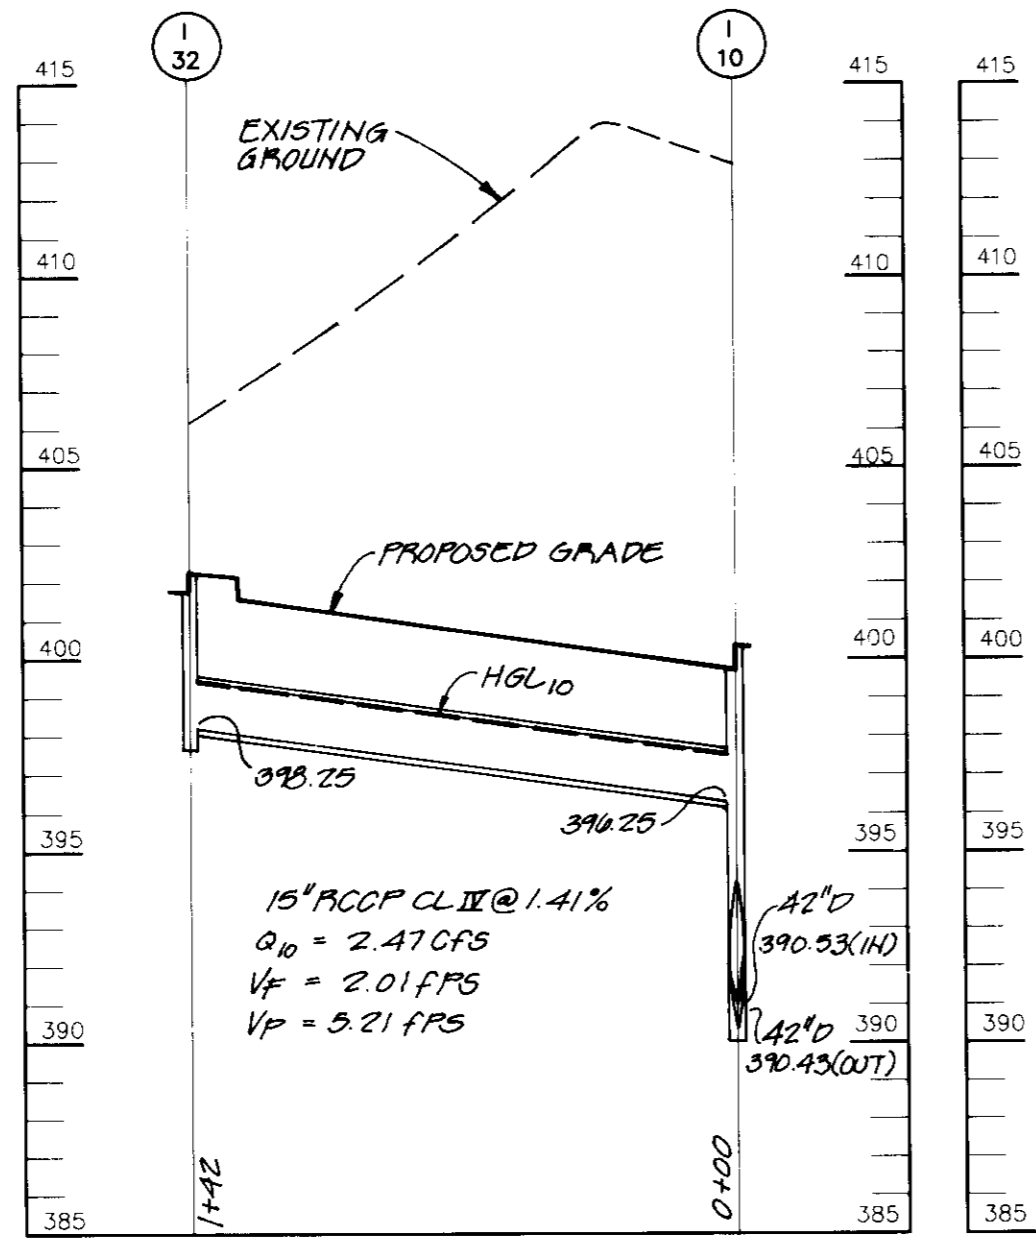 I
32
I
10
415
415
415
EXISTING
GROUND
410
410
410
405
405
405
PROPOSED GRADE
400
400
400
HGL10
398.25
396.25
395
395
395
15" RCCP CL IV @ 1.41%
Q10 = 2.47 CFS
VF = 2.01 FPS
VP = 5.21 FPS
42"D
390.53(IN)
390
42"D
390
390
390.43(OUT)
1+42
0+00
385
385
385